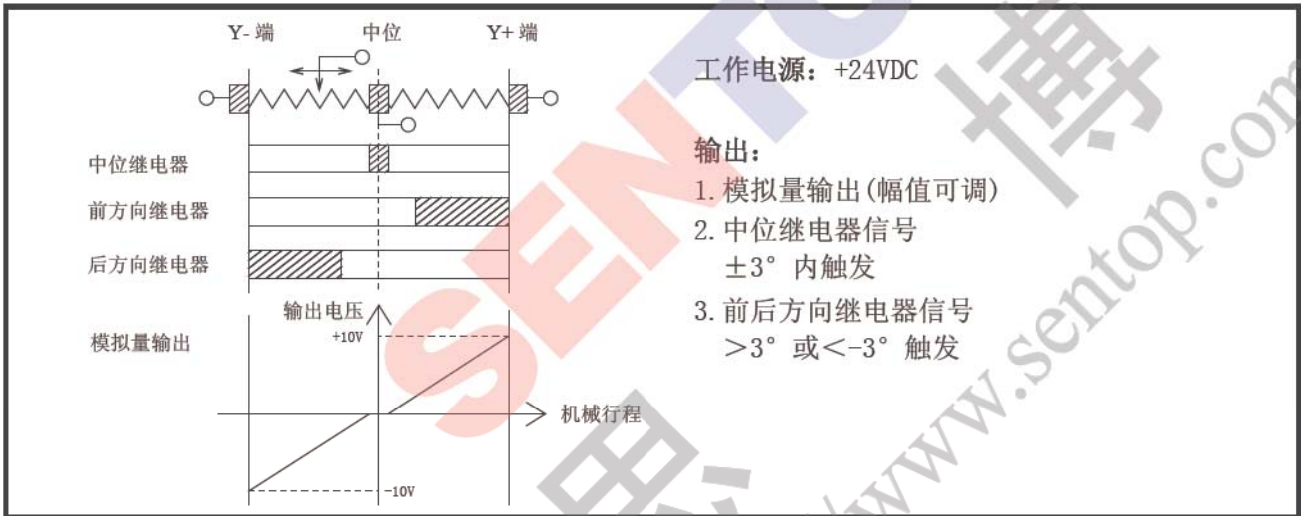 Y- 端 中位 Y+ 端
中位继电器
前方向继电器
后方向继电器
输出电压
+10V
模拟量输出
机械行程
-10V
工作电源：+24VDC
输出：
1. 模拟量输出(幅值可调)
2. 中位继电器信号
±3° 内触发
3. 前后方向继电器信号
＞3° 或＜-3° 触发
SENTO
博
思
www.sentop.com